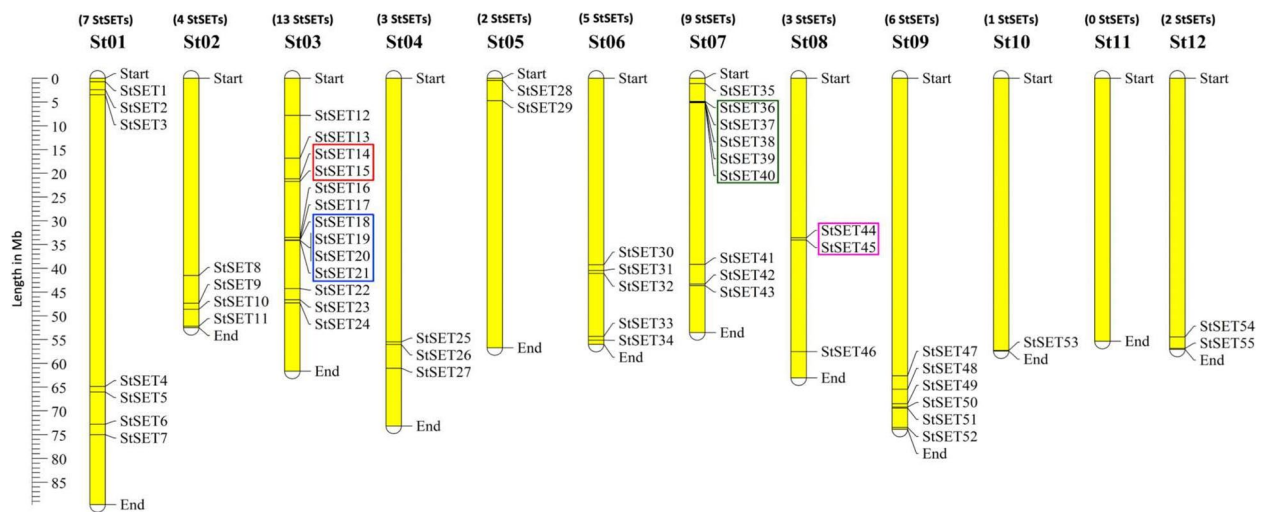 (7 StSETs) (4 StSETs) (13 StSETs) (3 StSETs) (2 StSETs) (5 StSETs) (9 StSETs) (3 StSETs) (6 StSETs) (1 StSETs) (0 StSETs) (2 StSETs)
St01 St02 St03 St04 St05 St06 St07 St08 St09 St10 St11 St12
Length in Mb
0
5
10
15
20
25
30
35
40
45
50
55
60
65
70
75
80
85
Start
StSET1
StSET2
StSET3
StSET4
StSET5
StSET6
StSET7
End
Start
StSET8
StSET9
StSET10
StSET11
End
Start
StSET12
StSET13
StSET14
StSET15
StSET16
StSET17
StSET18
StSET19
StSET20
StSET21
StSET22
StSET23
StSET24
End
Start
StSET25
StSET26
StSET27
End
Start
StSET28
StSET29
End
Start
StSET30
StSET31
StSET32
StSET33
StSET34
End
Start
StSET35
StSET36
StSET37
StSET38
StSET39
StSET40
StSET41
StSET42
StSET43
End
Start
StSET44
StSET45
StSET46
End
Start
StSET47
StSET48
StSET49
StSET50
StSET51
StSET52
End
Start
StSET53
End
Start
End
Start
StSET54
StSET55
End